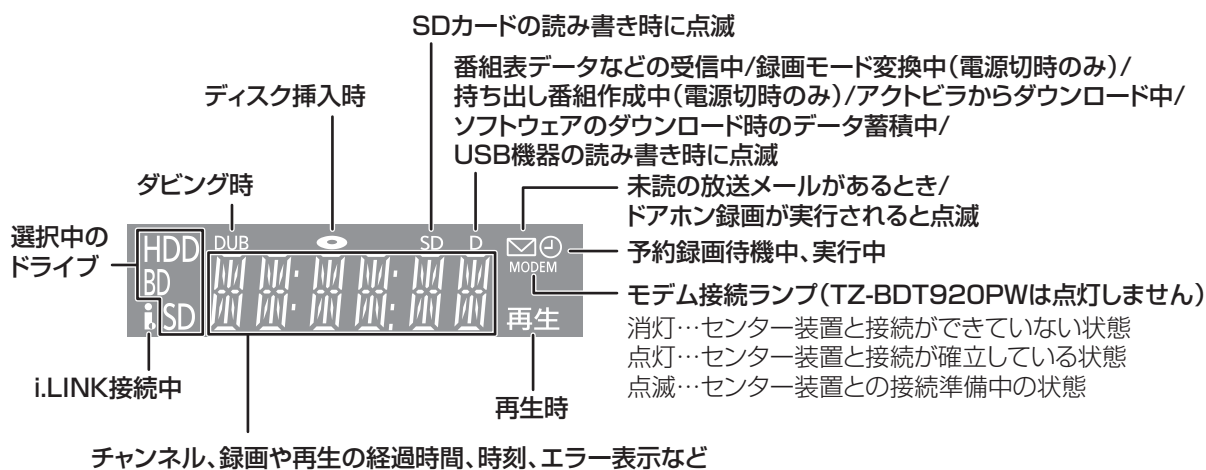 SDカードの読み書き時に点滅
番組表データなどの受信中/録画モード変換中(電源切時のみ)/
持ち出し番組作成中(電源切時のみ)/アクトビラからダウンロード中/
ソフトウェアのダウンロード時のデータ蓄積中/
USB機器の読み書き時に点滅
ディスク挿入時
ダビング時
未読の放送メールがあるとき/
ドアホン録画が実行されると点滅
選択中の
ドライブ
HDD DUB SD D
予約録画待機中、実行中
BD MODEM
モデム接続ランプ(TZ-BDT920PWは点灯しません)
i SD 再生
消灯…センター装置と接続ができていない状態
点灯…センター装置と接続が確立している状態
点滅…センター装置との接続準備中の状態
i.LINK接続中
再生時
チャンネル、録画や再生の経過時間、時刻、エラー表示など